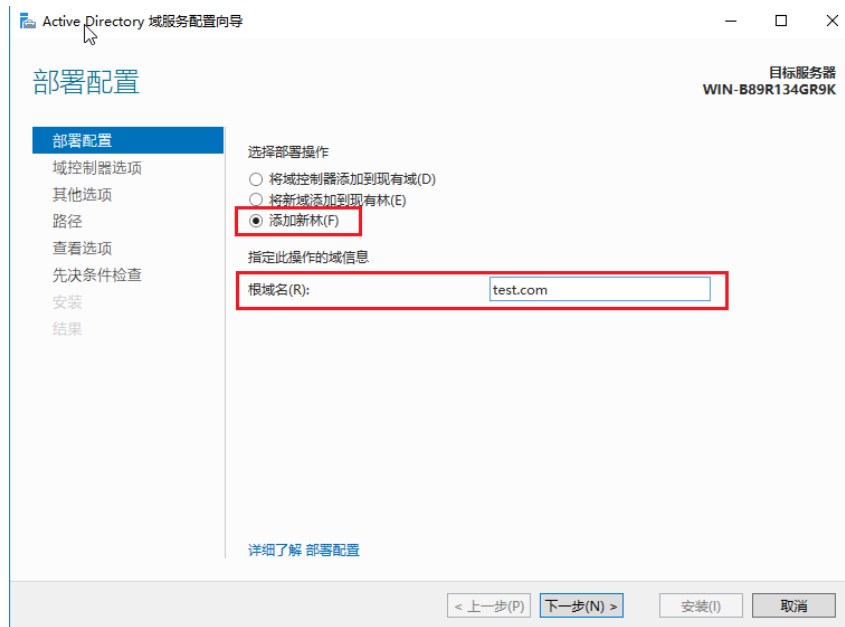 Active Directory 域服务配置向导
部署配置
目标服务器
WIN-B89R134GR9K
部署配置
域控制器选项
其他选项
路径
查看选项
先决条件检查
安装
结果
选择部署操作
将域控制器添加到现有域(D)
将新域添加到现有林(E)
添加新林(F)
指定此操作的域信息
根域名(R): test.com
详细了解 部署配置
< 上一步(P) 下一步(N) > 安装(I) 取消